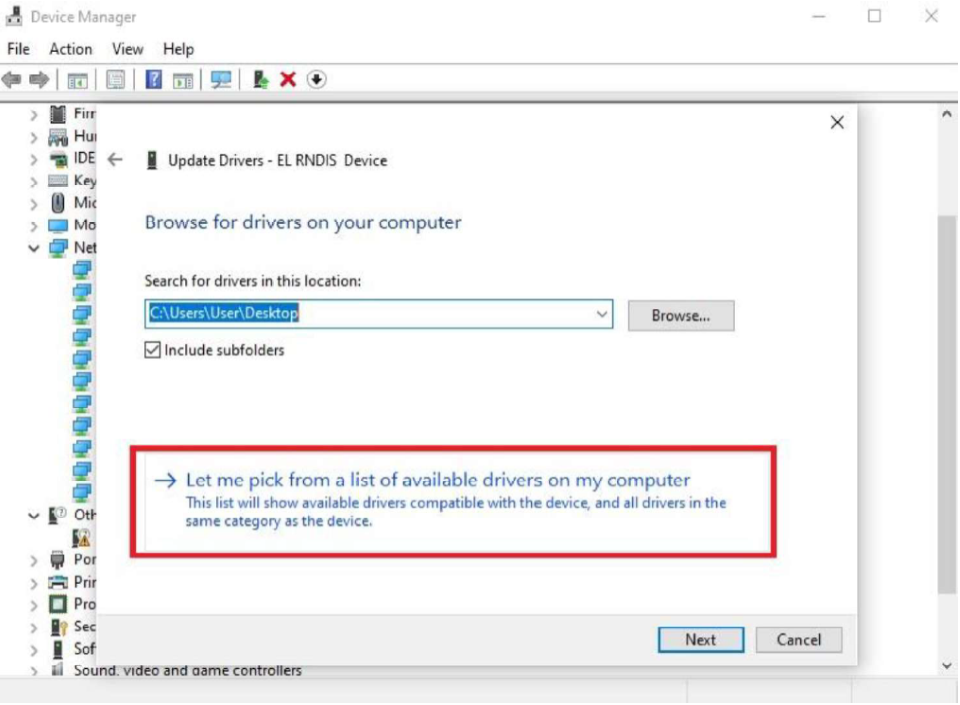 Device Manager
File Action View Help
Firr
Hur
IDE
Key
Mic
Mo
Net
Oth
Por
Prin
Pro
Sec
Sof
Sound, video and game controllers
Update Drivers - EL RNDIS Device
Browse for drivers on your computer
Search for drivers in this location:
C:\Users\User\Desktop
Browse...
Include subfolders
Let me pick from a list of available drivers on my computer
This list will show available drivers compatible with the device, and all drivers in the
same category as the device.
Next Cancel